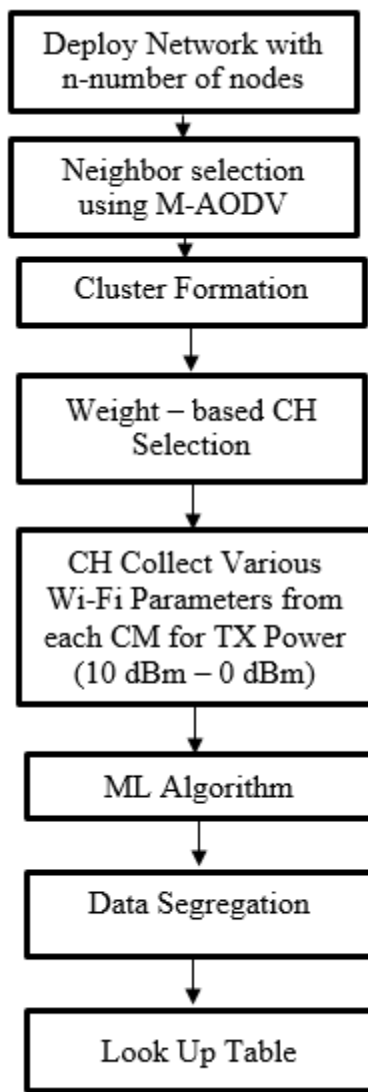 Deploy Network with
n-number of nodes
Neighbor selection
using M-AODV
Cluster Formation
Weight – based CH
Selection
CH Collect Various
Wi-Fi Parameters from
each CM for TX Power
(10 dBm – 0 dBm)
ML Algorithm
Data Segregation
Look Up Table